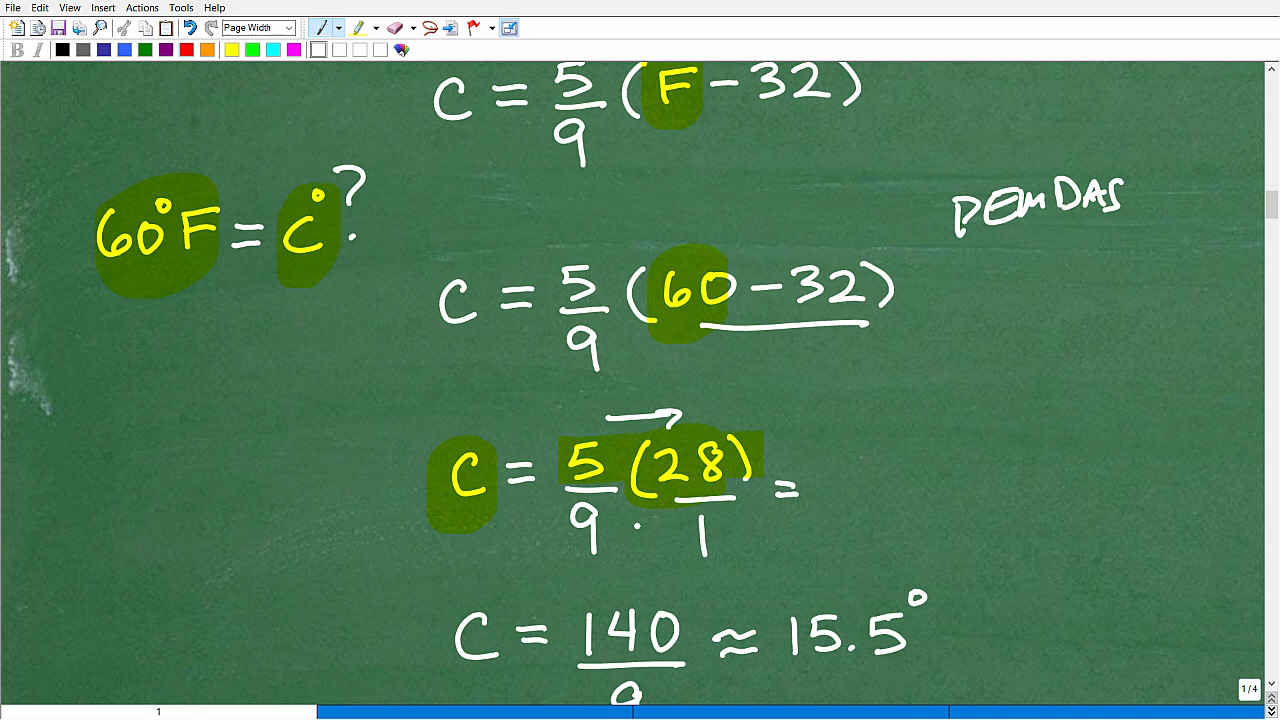 File Edit View Insert Actions Tools Help
Page Width
B I
C = 5/9 (F - 32)
60°F = C° ?
PEMDAS
C = 5/9 (60 - 32)
C = 5/9 · (28)/1 =
C = 140/9 ≈ 15.5°
1/4
1